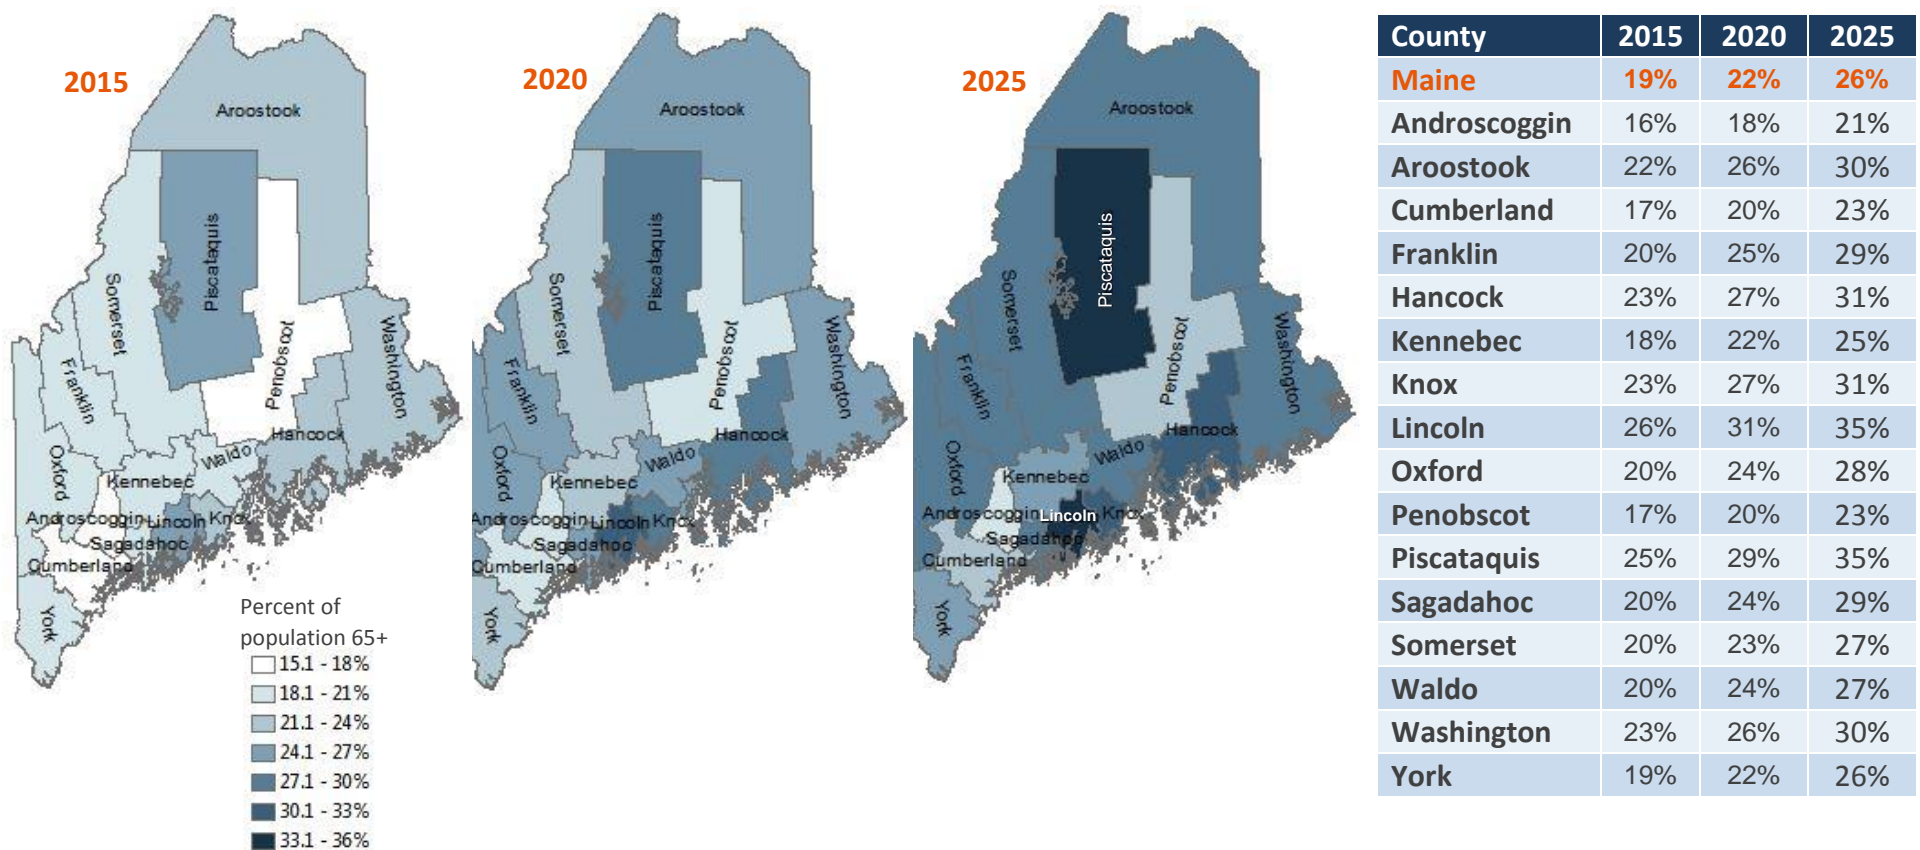 2015
Aroostook
Piscataquis
Somerset
Penobscot
Washington
Franklin
Hancock
Oxford
Waldo
Kennebec
Androscoggin
Lincoln
Knox
Sagadahoc
Cumberland
York
Percent of
population 65+
15.1 - 18%
18.1 - 21%
21.1 - 24%
24.1 - 27%
27.1 - 30%
30.1 - 33%
33.1 - 36%
2020
Aroostook
Piscataquis
Somerset
Penobscot
Washington
Franklin
Hancock
Oxford
Waldo
Kennebec
Androscoggin
Lincoln
Knox
Sagadahoc
Cumberland
York
2025
Aroostook
Piscataquis
Somerset
Penobscot
Washington
Franklin
Hancock
Oxford
Waldo
Kennebec
Androscoggin
Lincoln
Knox
Sagadahoc
Cumberland
York
County 2015 2020 2025
Maine 19% 22% 26%
Androscoggin 16% 18% 21%
Aroostook 22% 26% 30%
Cumberland 17% 20% 23%
Franklin 20% 25% 29%
Hancock 23% 27% 31%
Kennebec 18% 22% 25%
Knox 23% 27% 31%
Lincoln 26% 31% 35%
Oxford 20% 24% 28%
Penobscot 17% 20% 23%
Piscataquis 25% 29% 35%
Sagadahoc 20% 24% 29%
Somerset 20% 23% 27%
Waldo 20% 24% 27%
Washington 23% 26% 30%
York 19% 22% 26%